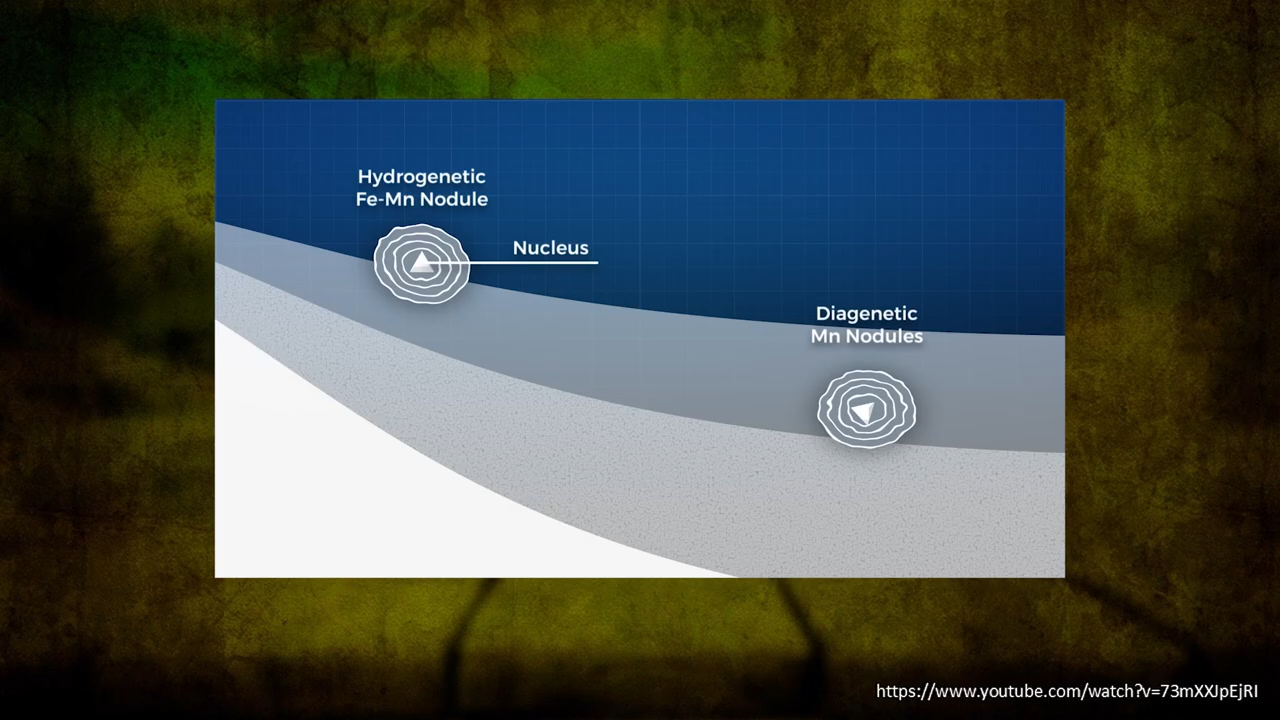 Hydrogenetic
Fe-Mn Nodule
Nucleus
Diagenetic
Mn Nodules
https://www.youtube.com/watch?v=73mXXJpEjRI